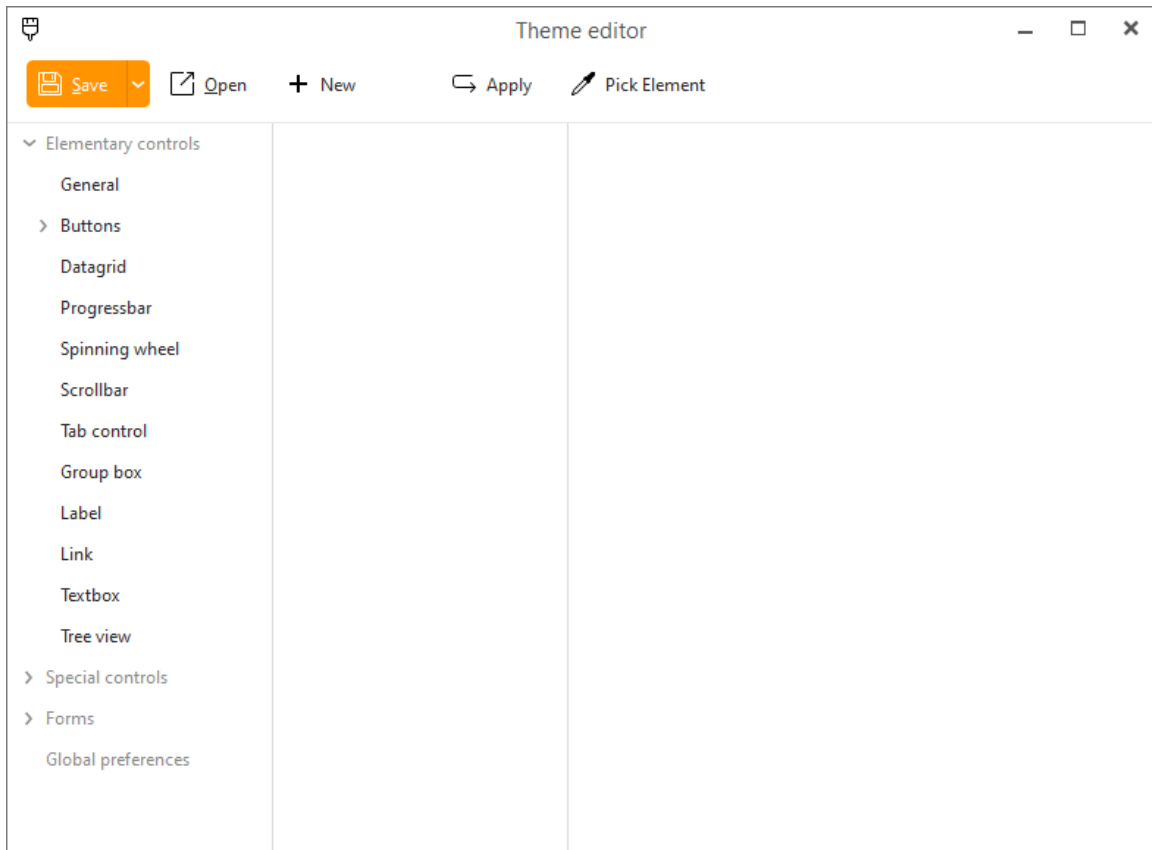 Theme editor
Save Open New Apply Pick Element
Elementary controls
General
Buttons
Datagrid
Progressbar
Spinning wheel
Scrollbar
Tab control
Group box
Label
Link
Textbox
Tree view
Special controls
Forms
Global preferences